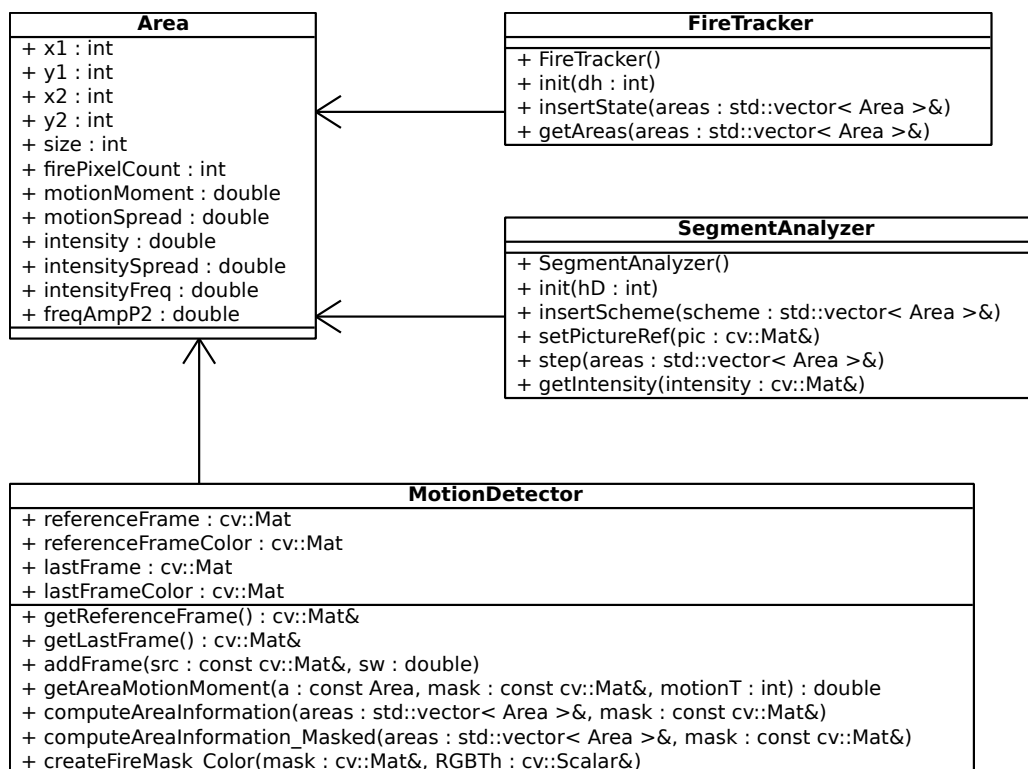 Area
+ x1 : int
+ y1 : int
+ x2 : int
+ y2 : int
+ size : int
+ firePixelCount : int
+ motionMoment : double
+ motionSpread : double
+ intensity : double
+ intensitySpread : double
+ intensityFreq : double
+ freqAmpP2 : double
FireTracker
+ FireTracker()
+ init(dh : int)
+ insertState(areas : std::vector< Area >&)
+ getAreas(areas : std::vector< Area >&)
SegmentAnalyzer
+ SegmentAnalyzer()
+ init(hD : int)
+ insertScheme(scheme : std::vector< Area >&)
+ setPictureRef(pic : cv::Mat&)
+ step(areas : std::vector< Area >&)
+ getIntensity(intensity : cv::Mat&)
MotionDetector
+ referenceFrame : cv::Mat
+ referenceFrameColor : cv::Mat
+ lastFrame : cv::Mat
+ lastFrameColor : cv::Mat
+ getReferenceFrame() : cv::Mat&
+ getLastFrame() : cv::Mat&
+ addFrame(src : const cv::Mat&, sw : double)
+ getAreaMotionMoment(a : const Area, mask : const cv::Mat&, motionT : int) : double
+ computeAreaInformation(areas : std::vector< Area >&, mask : const cv::Mat&)
+ computeAreaInformation_Masked(areas : std::vector< Area >&, mask : const cv::Mat&)
+ createFireMask_Color(mask : cv::Mat&, RGBTh : cv::Scalar&)